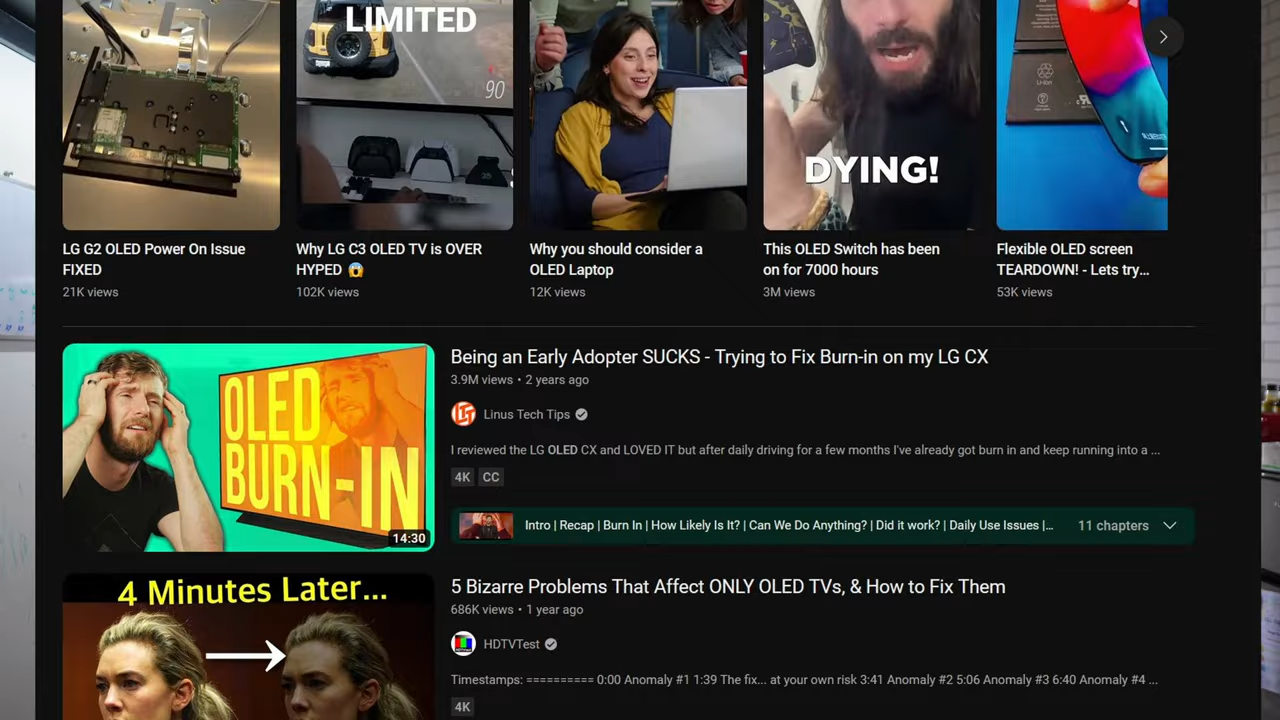 LIMITED
90
DYING!
LG G2 OLED Power On Issue
FIXED
21K views
Why LG C3 OLED TV is OVER
HYPED 😱
102K views
Why you should consider a
OLED Laptop
12K views
This OLED Switch has been
on for 7000 hours
3M views
Flexible OLED screen
TEARDOWN! - Lets try...
53K views
OLED
BURN-IN
14:30
Being an Early Adopter SUCKS - Trying to Fix Burn-in on my LG CX
3.9M views • 2 years ago
Linus Tech Tips
I reviewed the LG OLED CX and LOVED IT but after daily driving for a few months I've already got burn in and keep running into a ...
4K CC
Intro | Recap | Burn In | How Likely Is It? | Can We Do Anything? | Did it work? | Daily Use Issues |...
11 chapters
4 Minutes Later...
5 Bizarre Problems That Affect ONLY OLED TVs, & How to Fix Them
686K views • 1 year ago
HDTVTest
Timestamps: ========== 0:00 Anomaly #1 1:39 The fix... at your own risk 3:41 Anomaly #2 5:06 Anomaly #3 6:40 Anomaly #4 ...
4K